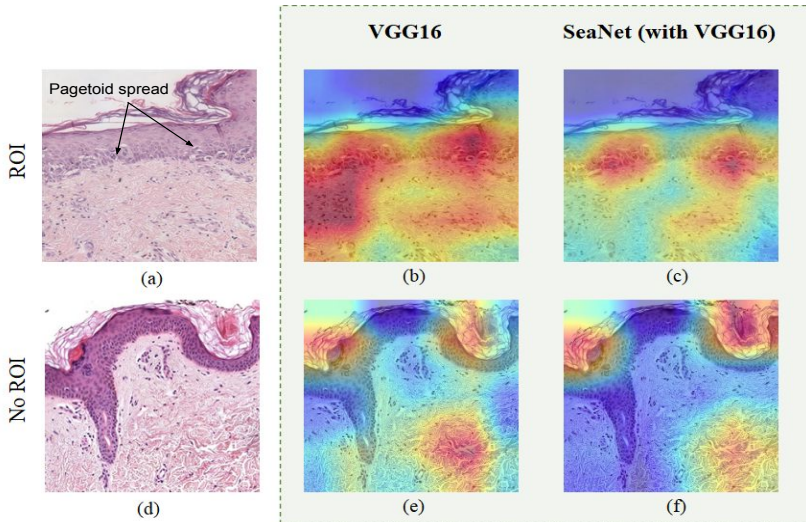 VGG16 SeaNet (with VGG16)
Pagetoid spread
ROI
(a) (b) (c)
No ROI
(d) (e) (f)